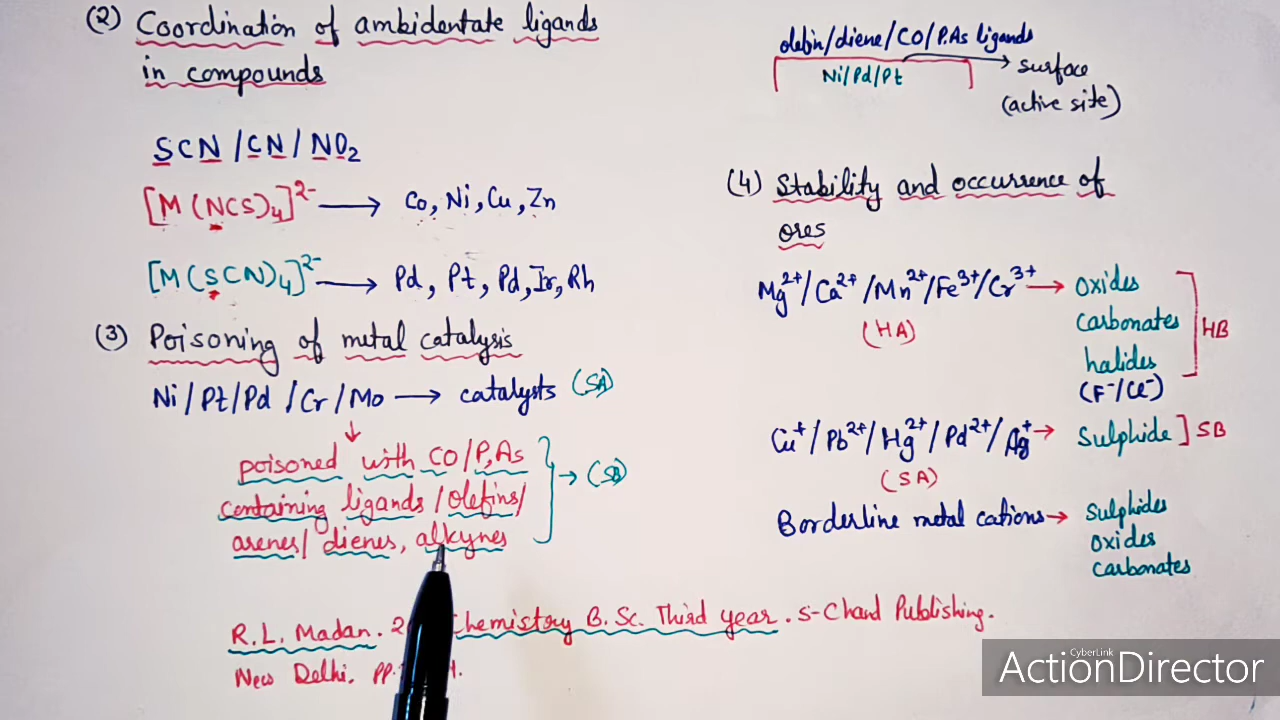 (2) Coordination of ambidentate ligands
in compounds
SCN / CN / NO2
[M (NCS)4]2- → Co, Ni, Cu, Zn
[M(SCN)4]2- → Pd, Pt, Pd, Ir, Rh
(3) Poisoning of metal catalysis
Ni / Pt / Pd / Cr / Mo → catalysts (SA)
↓
poisoned with CO / P, As
containing ligands / olefins /
arenes / dienes, alkynes
→ (SB)
olefin/diene/CO/P.As ligands
Ni/Pd/Pt → surface
(active site)
(4) Stability and occurrence of
ores
Mg2+/Ca2+/Mn2+/Fe3+/Cr3+ → oxides
(HA) carbonates ] HB
halides
(F-/Cl-)
Cu+/Pb2+/Hg2+/Pd2+/Ag+ → Sulphide ] SB
(SA)
Borderline metal cations → Sulphides
oxides
carbonates
R.L. Madan. Chemistry B.Sc. Third year. S-Chand Publishing.
New Delhi. PP.
CyberLink
ActionDirector